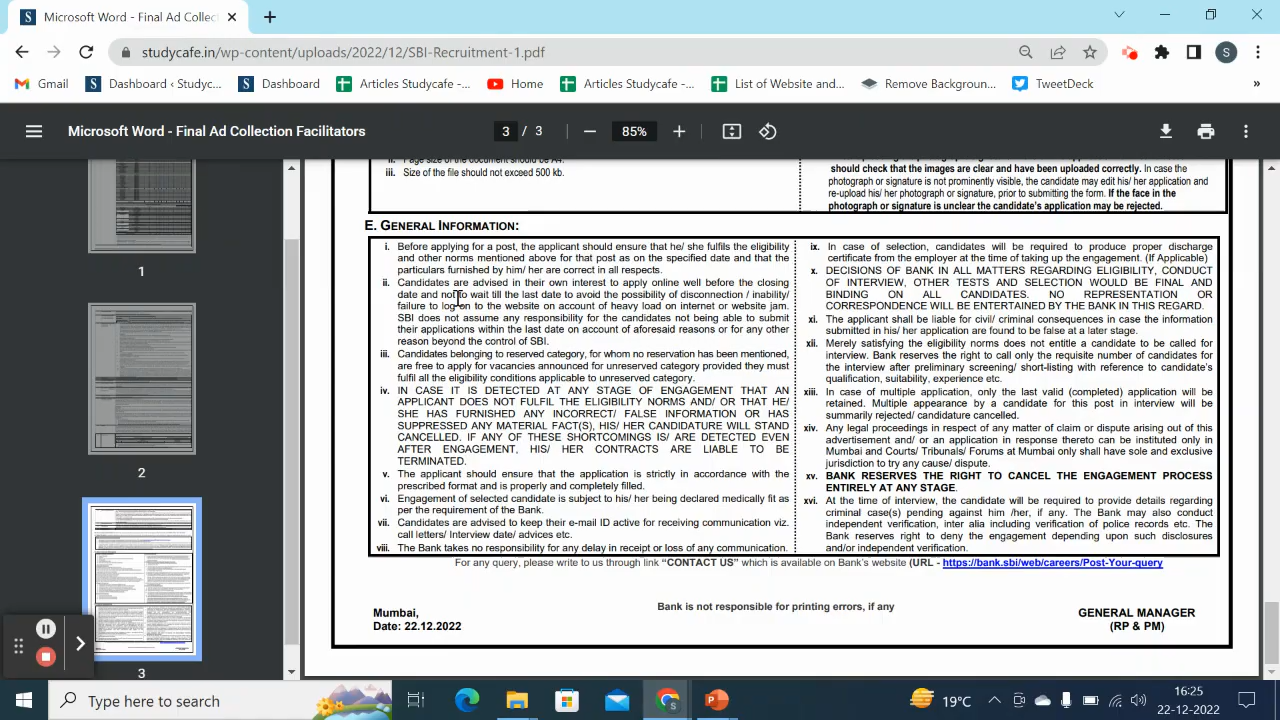 Microsoft Word - Final Ad Collec
studycafe.in/wp-content/uploads/2022/12/SBI-Recruitment-1.pdf
S
Gmail
Dashboard ‹ Studyc...
Dashboard
Articles Studycafe -...
Home
Articles Studycafe -...
List of Website and...
Remove Backgroun...
TweetDeck
»
Microsoft Word - Final Ad Collection Facilitators
3 / 3
85%
1
2
3
ii. Page size of the document should be A4.
iii. Size of the file should not exceed 500 kb.
should check that the images are clear and have been uploaded correctly. In case the
photograph or signature is not prominently visible, the candidate may edit his/ her application and
re-upload his/ her photograph or signature, prior to submitting the form. If the face in the
photograph or signature is unclear the candidate's application may be rejected.
E. GENERAL INFORMATION:
i. Before applying for a post, the applicant should ensure that he/ she fulfils the eligibility
and other norms mentioned above for that post as on the specified date and that the
particulars furnished by him/ her are correct in all respects.
ii. Candidates are advised in their own interest to apply online well before the closing
date and not to wait till the last date to avoid the possibility of disconnection / inability/
failure to log on to the website on account of heavy load on internet or website jam.
SBI does not assume any responsibility for the candidates not being able to submit
their applications within the last date on account of aforesaid reasons or for any other
reason beyond the control of SBI.
iii. Candidates belonging to reserved category, for whom no reservation has been mentioned,
are free to apply for vacancies announced for unreserved category provided they must
fulfil all the eligibility conditions applicable to unreserved category.
iv. IN CASE IT IS DETECTED AT ANY STAGE OF ENGAGEMENT THAT AN
APPLICANT DOES NOT FULFIL THE ELIGIBILITY NORMS AND/ OR THAT HE/
SHE HAS FURNISHED ANY INCORRECT/ FALSE INFORMATION OR HAS
SUPPRESSED ANY MATERIAL FACT(S), HIS/ HER CANDIDATURE WILL STAND
CANCELLED. IF ANY OF THESE SHORTCOMINGS IS/ ARE DETECTED EVEN
AFTER ENGAGEMENT, HIS/ HER CONTRACTS ARE LIABLE TO BE
TERMINATED.
v. The applicant should ensure that the application is strictly in accordance with the
prescribed format and is properly and completely filled.
vi. Engagement of selected candidate is subject to his/ her being declared medically fit as
per the requirement of the Bank.
vii. Candidates are advised to keep their e-mail ID active for receiving communication viz.
call letters/ Interview date/ advices etc.
viii. The Bank takes no responsibility for any delay in receipt or loss of any communication.
ix. In case of selection, candidates will be required to produce proper discharge
certificate from the employer at the time of taking up the engagement. (If Applicable)
x. DECISIONS OF BANK IN ALL MATTERS REGARDING ELIGIBILITY, CONDUCT
OF INTERVIEW, OTHER TESTS AND SELECTION WOULD BE FINAL AND
BINDING ON ALL CANDIDATES. NO REPRESENTATION OR
CORRESPONDENCE WILL BE ENTERTAINED BY THE BANK IN THIS REGARD.
xi. The applicant shall be liable for civil/ criminal consequences in case the information
submitted in his/ her application are found to be false at a later stage.
xii. Merely satisfying the eligibility norms does not entitle a candidate to be called for
interview. Bank reserves the right to call only the requisite number of candidates for
the interview after preliminary screening/ short-listing with reference to candidate's
qualification, suitability, experience etc.
xiii. In case of multiple application, only the last valid (completed) application will be
retained. Multiple appearance by a candidate for this post in interview will be
summarily rejected/ candidature cancelled.
xiv. Any legal proceedings in respect of any matter of claim or dispute arising out of this
advertisement and/ or an application in response thereto can be instituted only in
Mumbai and Courts/ Tribunals/ Forums at Mumbai only shall have sole and exclusive
jurisdiction to try any cause/ dispute.
xv. BANK RESERVES THE RIGHT TO CANCEL THE ENGAGEMENT PROCESS
ENTIRELY AT ANY STAGE.
xvi. At the time of interview, the candidate will be required to provide details regarding
criminal case(s) pending against him /her, if any. The Bank may also conduct
independent verification, inter alia including verification of police records etc. The
Bank reserves right to deny the engagement depending upon such disclosures
and/or independent verification.
For any query, please write to us through link “CONTACT US” which is available on Bank's website (URL - https://bank.sbi/web/careers/Post-Your-query
Bank is not responsible for printing errors, if any
Mumbai,
Date: 22.12.2022
GENERAL MANAGER
(RP & PM)
Type here to search
19°C
16:25
22-12-2022